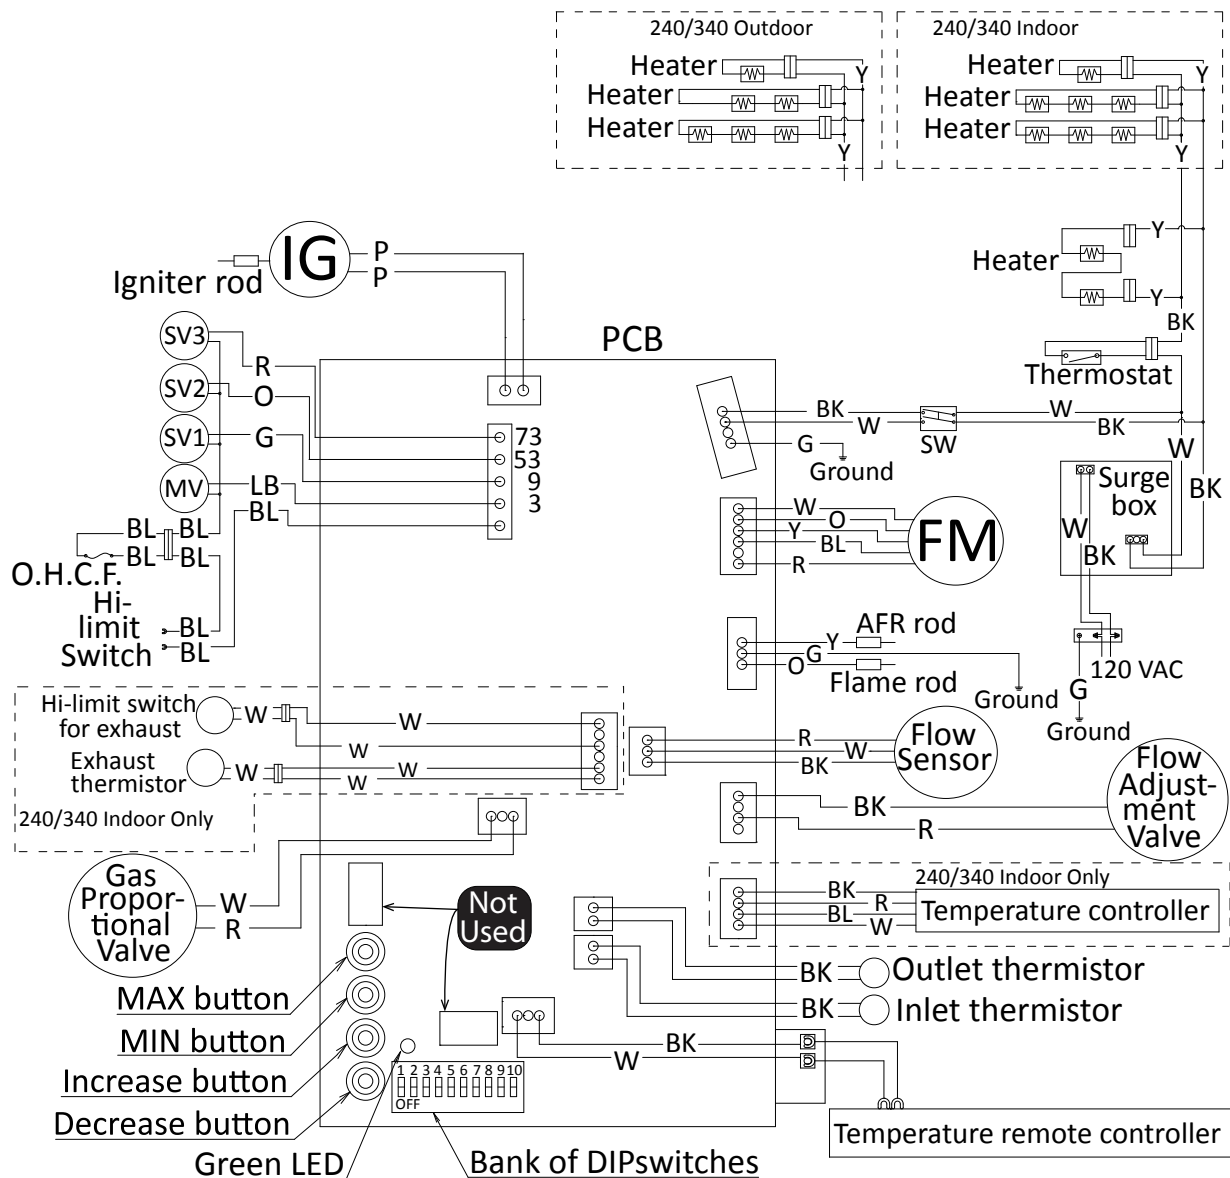 240/340 Outdoor
Heater
Y
Heater
Heater
Y
240/340 Indoor
Heater
Y
Heater
Heater
Y
Y
Heater
Y
BK
Thermostat
IG
P
P
Igniter rod
SV3
R
SV2
O
SV1
G
MV
LB
BL
73
53
9
3
BL BL
BL BL
O.H.C.F.
Hi-
limit
Switch
BL
BL
PCB
BK
W
SW
W
BK
G
Ground
W
BK
Surge
box
W
BK
120 VAC
G
Ground
W
O
Y
BL
R
FM
Y
AFR rod
G
O
Flame rod
Ground
Hi-limit switch
for exhaust
W
W
W
Exhaust
thermistor
W
W
W
240/340 Indoor Only
R
W
BK
Flow
Sensor
BK
R
Flow
Adjust-
ment
Valve
Gas
Propor-
tional
Valve
W
R
Not
Used
240/340 Indoor Only
BK
R
BL
W
Temperature controller
BK
Outlet thermistor
BK
Inlet thermistor
MAX button
MIN button
Increase button
Decrease button
Green LED
1 2 3 4 5 6 7 8 9 10
OFF
Bank of DIPswitches
BK
W
Temperature remote controller